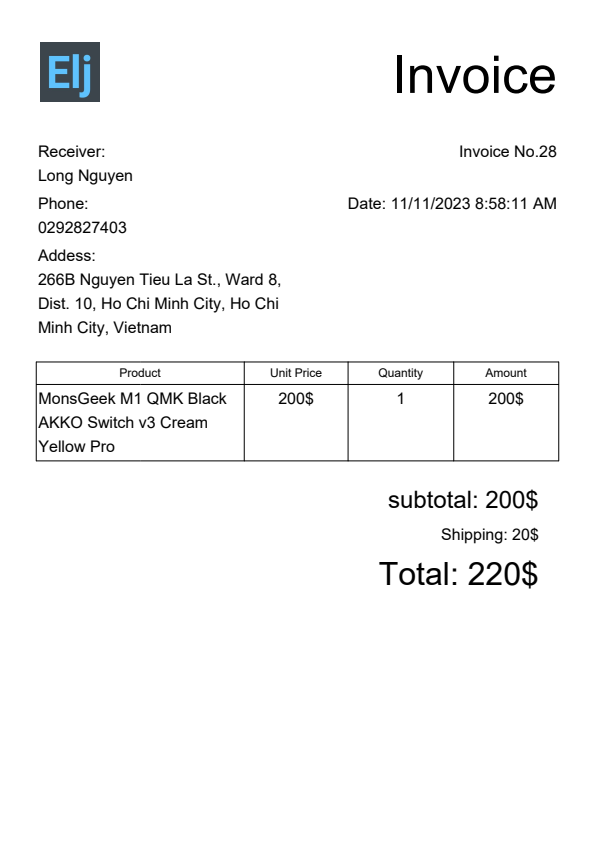 Elj
Invoice
Receiver:
Long Nguyen
Invoice No.28
Phone:
0292827403
Date: 11/11/2023 8:58:11 AM
Addess:
266B Nguyen Tieu La St., Ward 8,
Dist. 10, Ho Chi Minh City, Ho Chi
Minh City, Vietnam
Product Unit Price Quantity Amount
MonsGeek M1 QMK Black 200$ 1 200$
AKKO Switch v3 Cream
Yellow Pro
subtotal: 200$
Shipping: 20$
Total: 220$